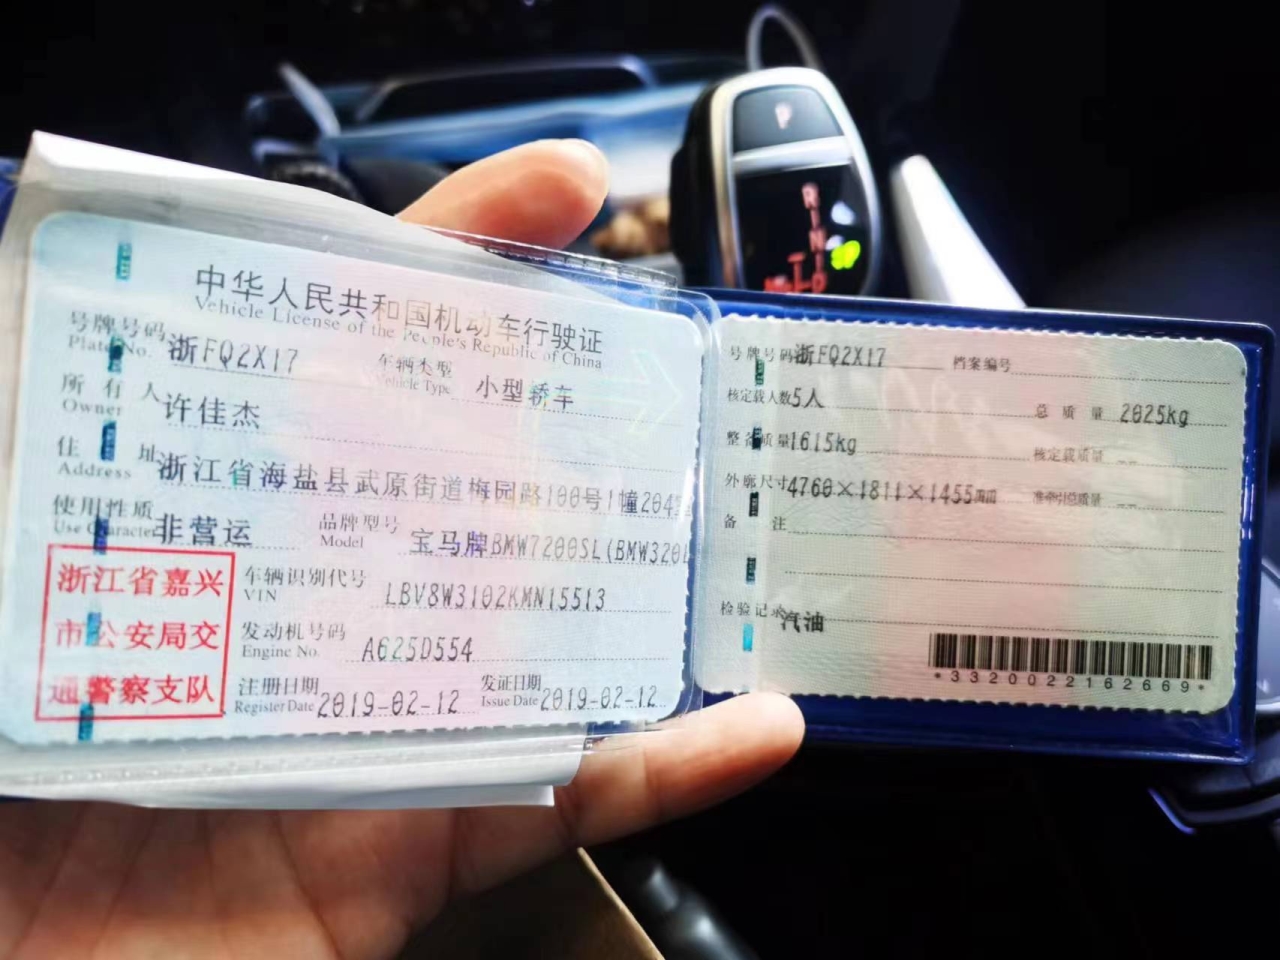 中华人民共和国机动车行驶证
Vehicle License of the People's Republic of China
号牌号码 浙FQ2X17 车辆类型 小型轿车
Plate No. Vehicle Type
所有人 许佳杰
Owner
住址 浙江省海盐县武原街道梅园路100号1幢204室
Address
使用性质 非营运 品牌型号 宝马牌BMW7200SL(BMW320L
Use Character Model
浙江省嘉兴
市公安局交
通警察支队
车辆识别代号 LBV8W3102KMN15513
VIN
发动机号码 A625D554
Engine No.
注册日期 2019-02-12 发证日期 2019-02-12
Register Date Issue Date
号牌号码 浙FQ2X17 档案编号
核定载人数 5人 总质量 2025kg
整备质量 1615kg 核定载质量 --
外廓尺寸 4760×1811×1455mm 准牵引总质量 --
备注
检验记录 汽油
*3320022162669*
P
R
N
D